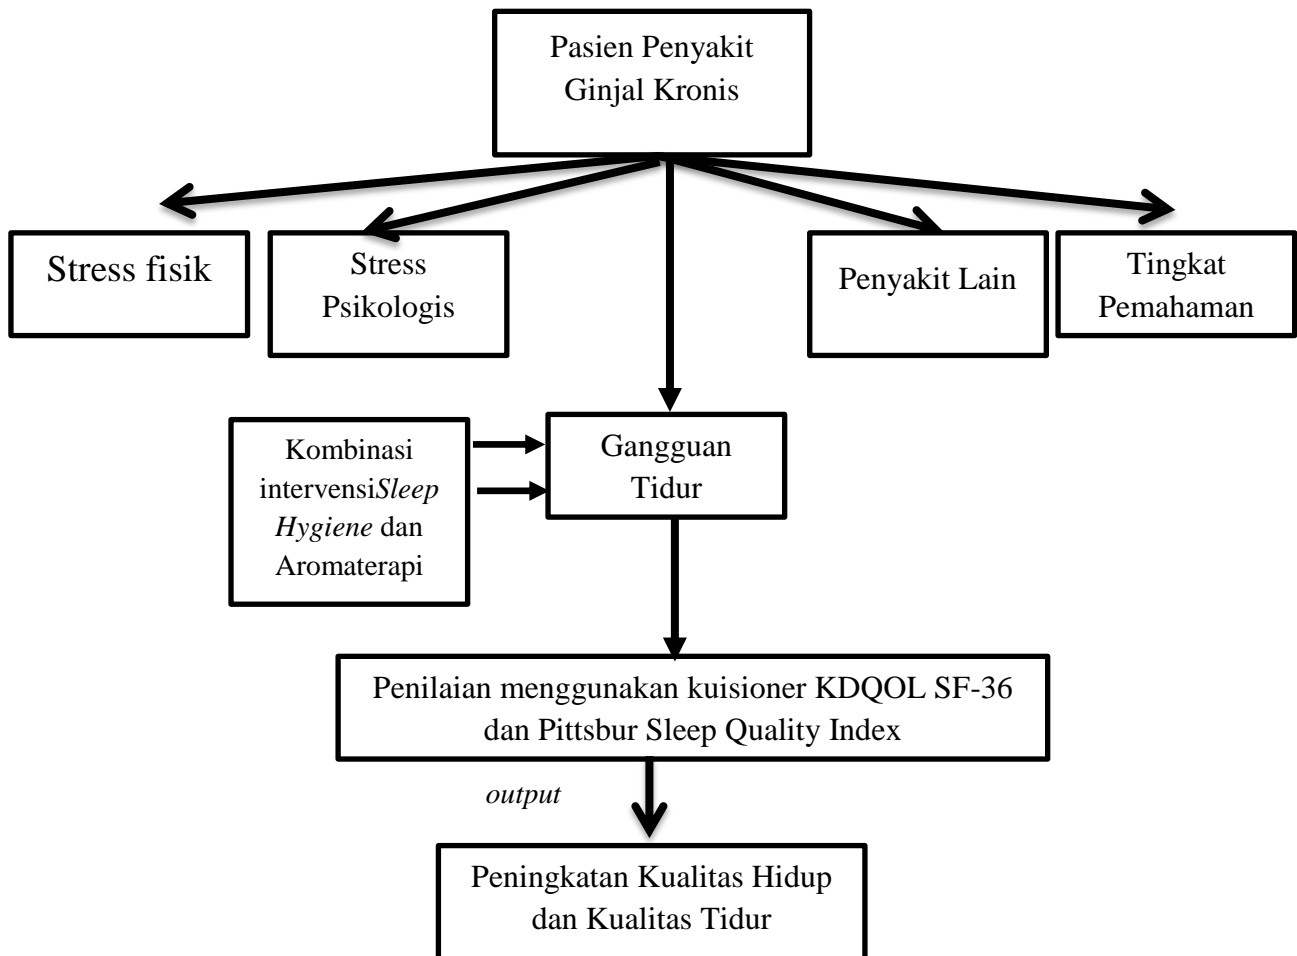 Pasien Penyakit
Ginjal Kronis
Stress fisik
Stress
Psikologis
Penyakit Lain
Tingkat
Pemahaman
Kombinasi
intervensiSleep
Hygiene dan
Aromaterapi
Gangguan
Tidur
Penilaian menggunakan kuisioner KDQOL SF-36
dan Pittsbur Sleep Quality Index
output
Peningkatan Kualitas Hidup
dan Kualitas Tidur